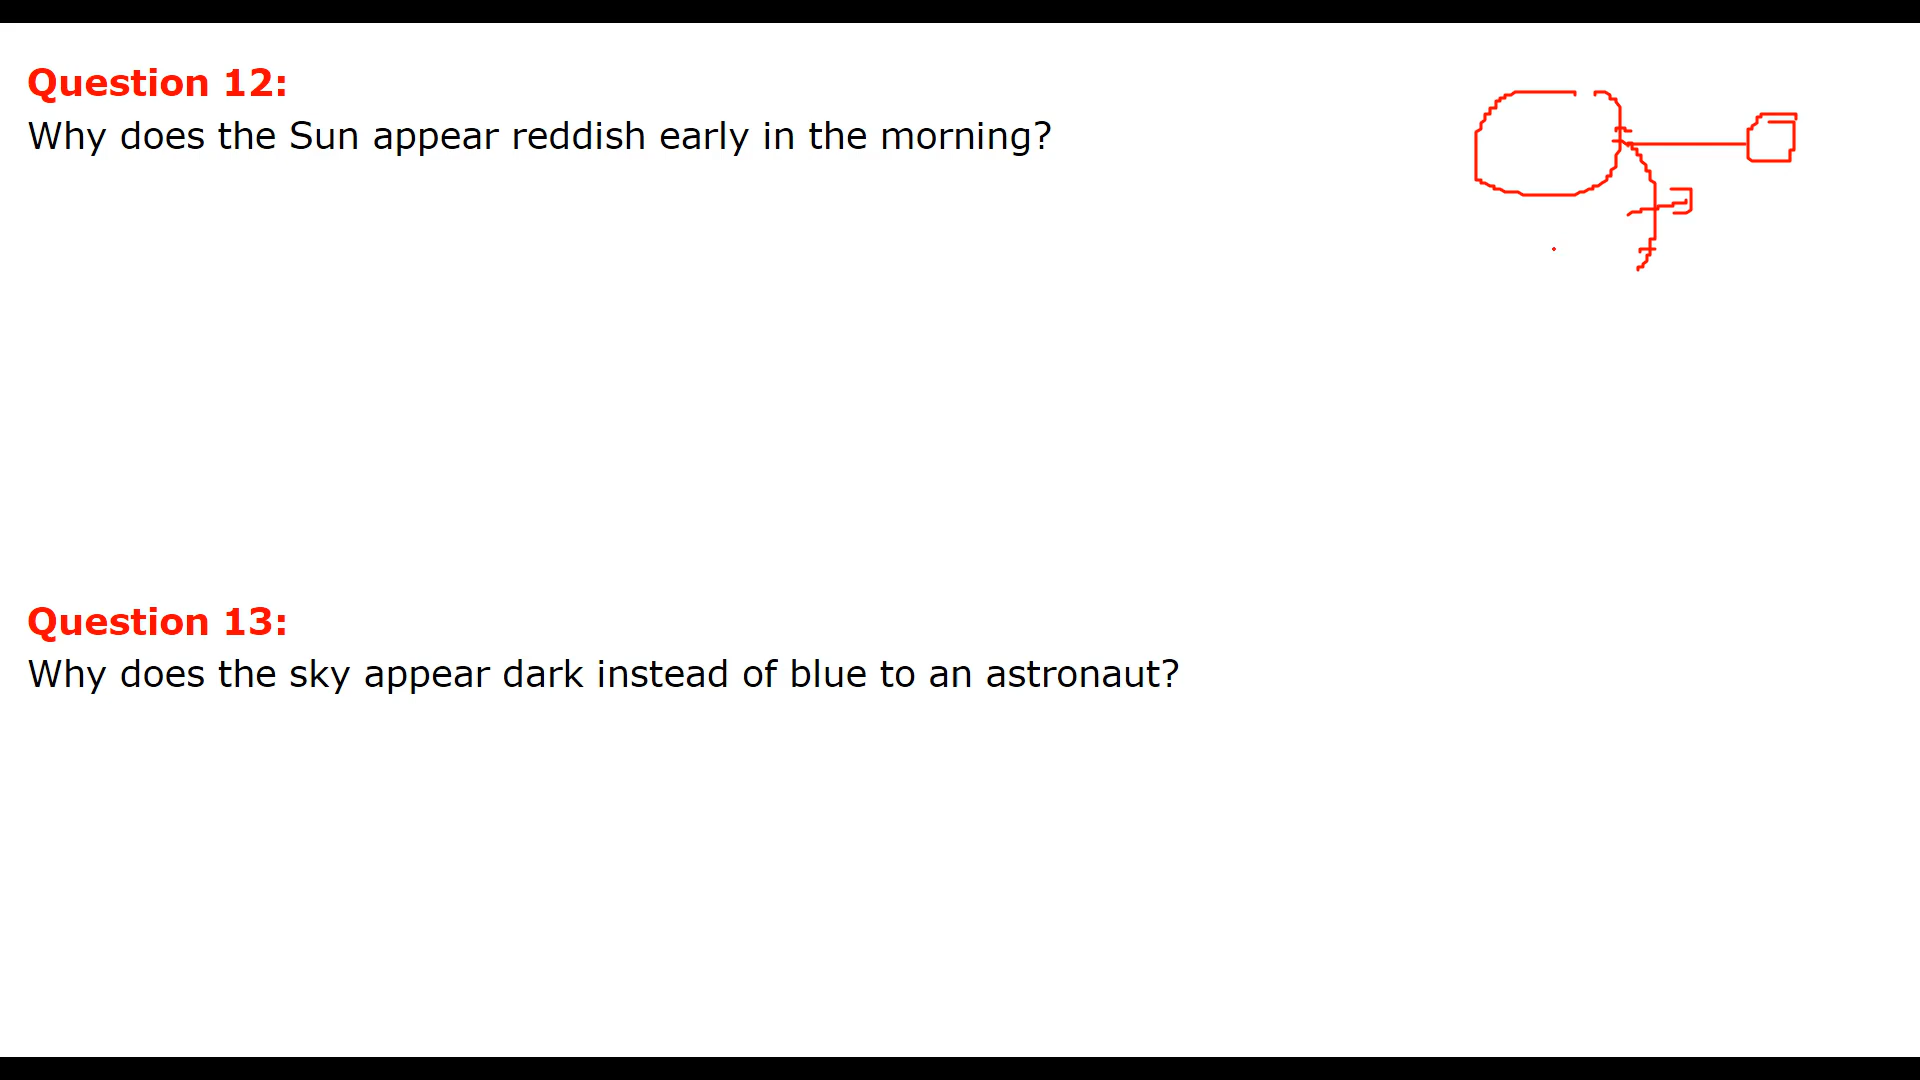 Question 12:
Why does the Sun appear reddish early in the morning?
Question 13:
Why does the sky appear dark instead of blue to an astronaut?